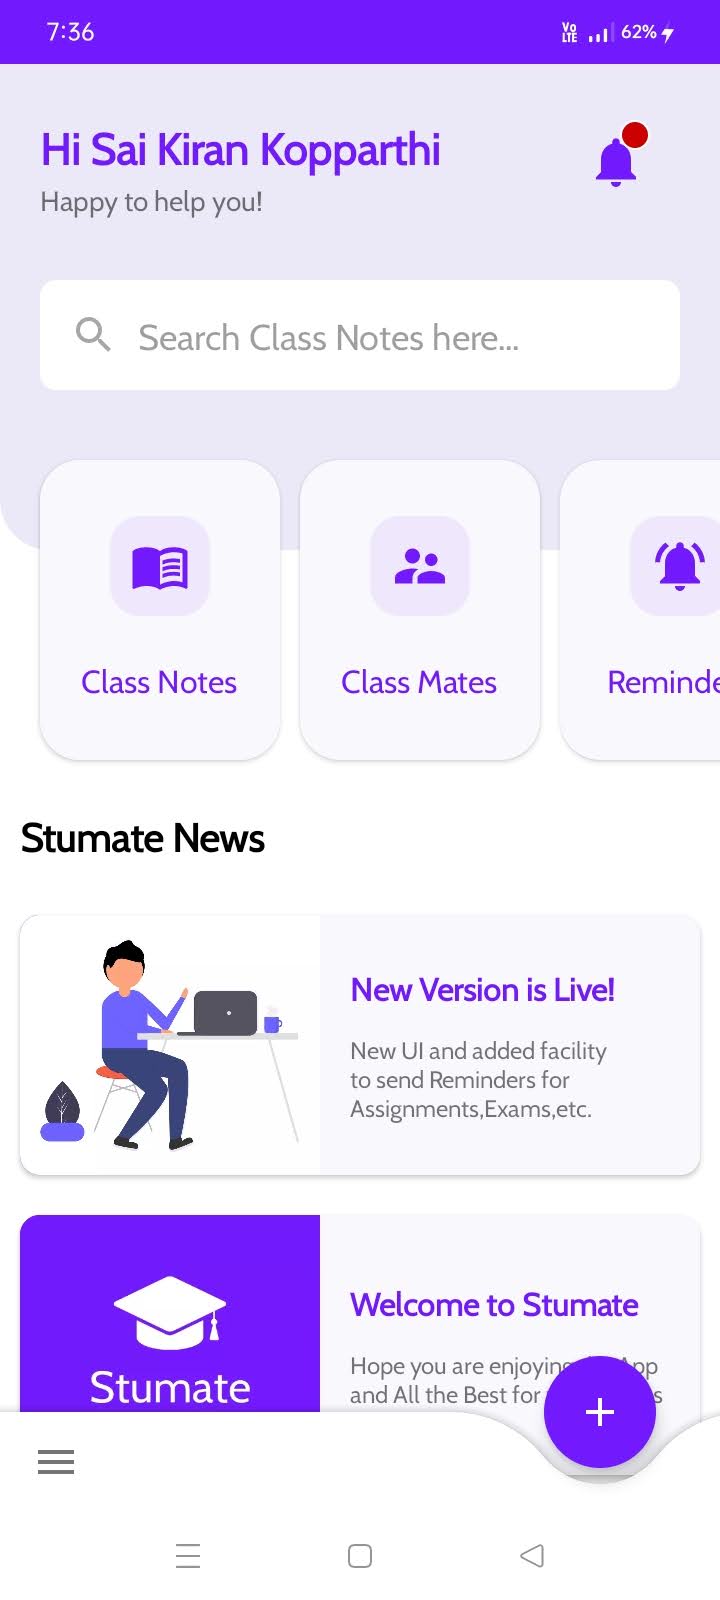 7:36
Vo LTE 62%
Hi Sai Kiran Kopparthi
Happy to help you!
Search Class Notes here...
Class Notes
Class Mates
Reminde
Stumate News
New Version is Live!
New UI and added facility
to send Reminders for
Assignments,Exams,etc.
Stumate
Welcome to Stumate
Hope you are enjoying App
and All the Best for